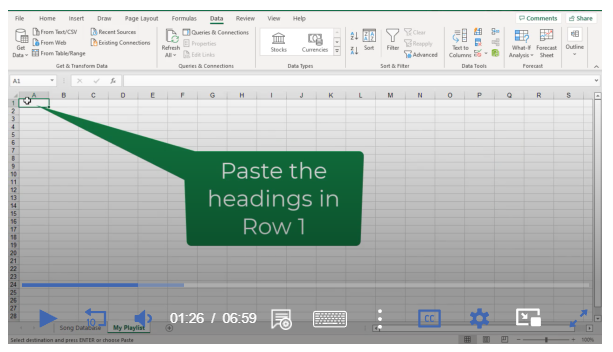 File Home Insert Draw Page Layout Formulas Data Review View Help Comments Share
From Text/CSV Recent Sources Queries & Connections Clear
Get Data From Web Existing Connections Refresh All Properties Stocks Currencies Sort Filter Reapply Text to Columns What-If Analysis Forecast Sheet Outline
From Table/Range Edit Links Advanced
Get & Transform Data Queries & Connections Data Types Sort & Filter Data Tools Forecast
A1 fx
A B C D E F G H I J K L M N O P Q R S
1
2
3
4
5
6
7
8
9
10
11
12
13
14
15
16
17
18
19
20
21
22
23
24
25
26
27
28
Paste the
headings in
Row 1
10 01:26 / 06:59 CC
Song Database My Playlist
Select destination and press ENTER or choose Paste 100%